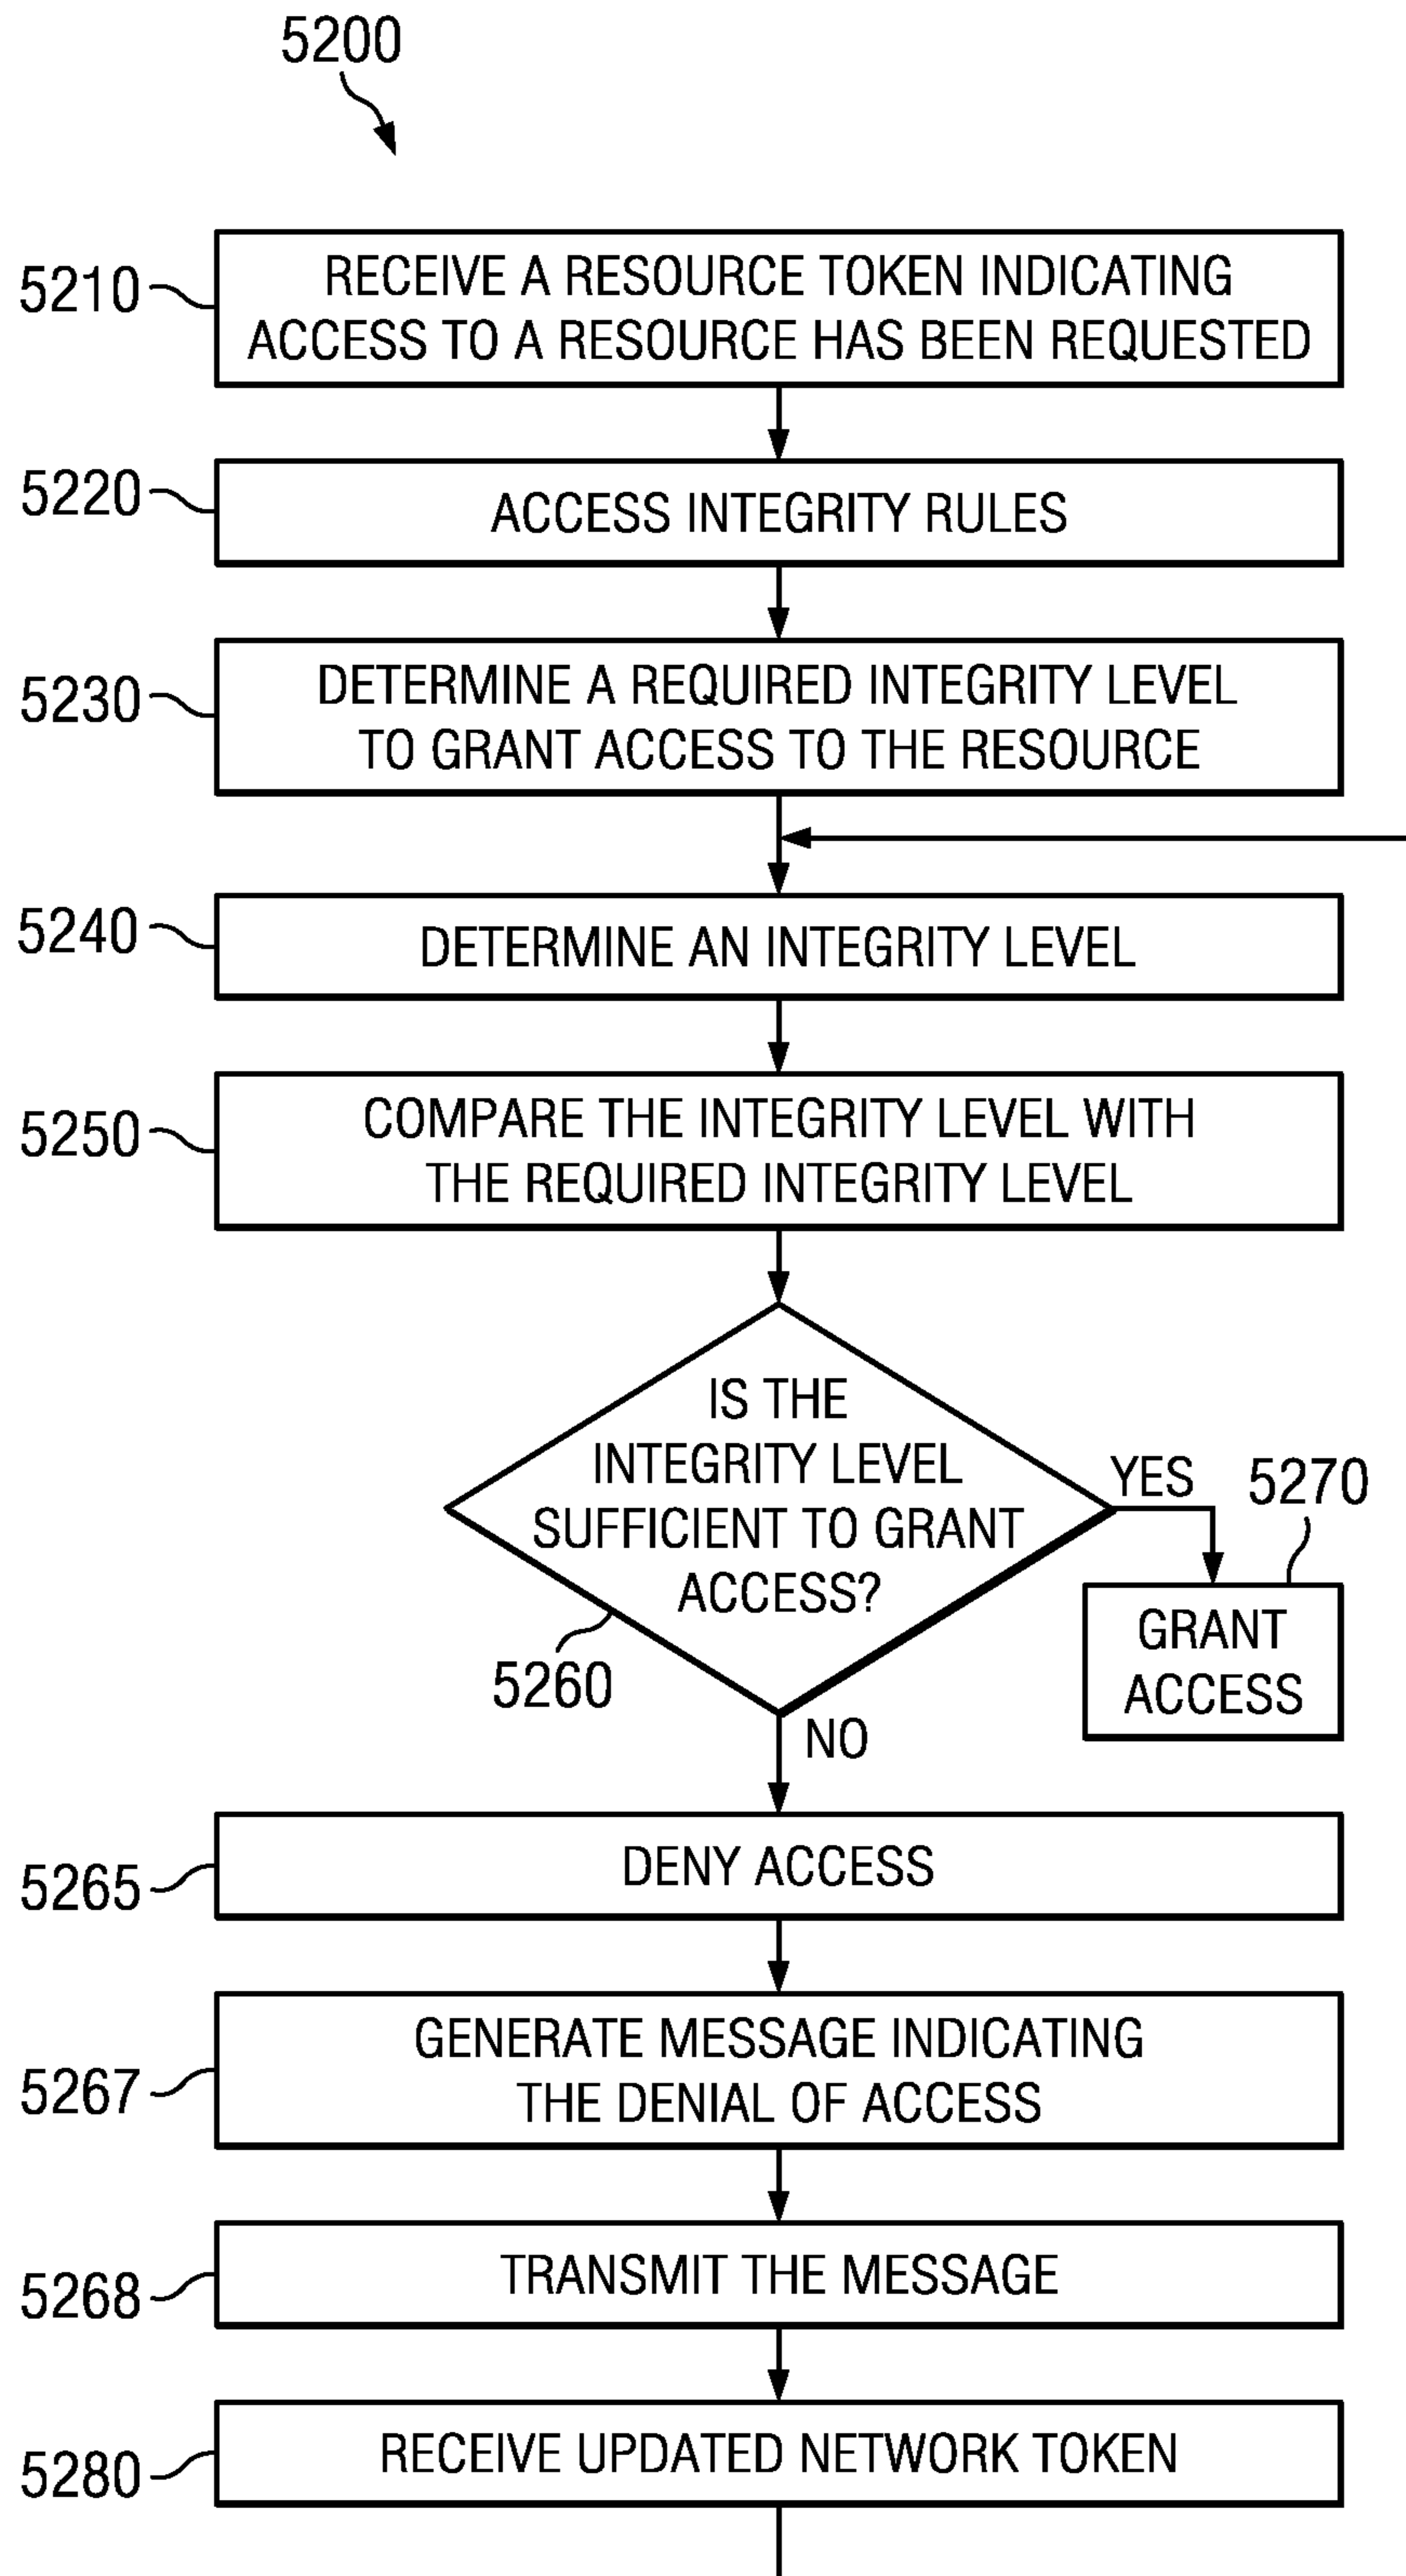 5200
5210
RECEIVE A RESOURCE TOKEN INDICATING
ACCESS TO A RESOURCE HAS BEEN REQUESTED
5220
ACCESS INTEGRITY RULES
5230
DETERMINE A REQUIRED INTEGRITY LEVEL
TO GRANT ACCESS TO THE RESOURCE
5240
DETERMINE AN INTEGRITY LEVEL
5250
COMPARE THE INTEGRITY LEVEL WITH
THE REQUIRED INTEGRITY LEVEL
IS THE
INTEGRITY LEVEL
SUFFICIENT TO GRANT
ACCESS?
5260
YES
5270
GRANT
ACCESS
NO
5265
DENY ACCESS
5267
GENERATE MESSAGE INDICATING
THE DENIAL OF ACCESS
5268
TRANSMIT THE MESSAGE
5280
RECEIVE UPDATED NETWORK TOKEN